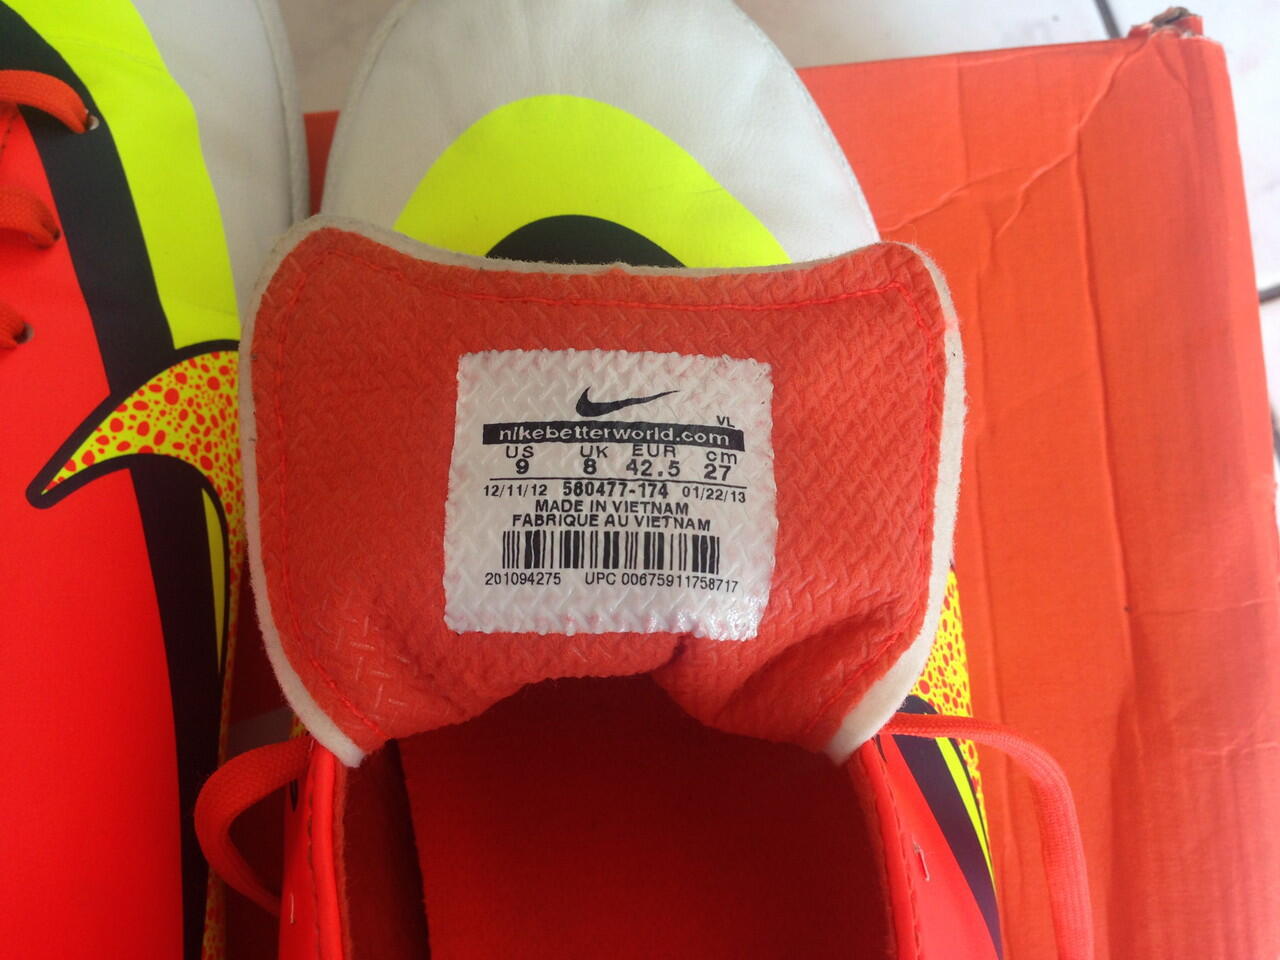 VL
nikebetterworld.com
US UK EUR cm
9 8 42.5 27
12/11/12 580477-174 01/22/13
MADE IN VIETNAM
FABRIQUE AU VIETNAM
201094275 UPC 00675911758717